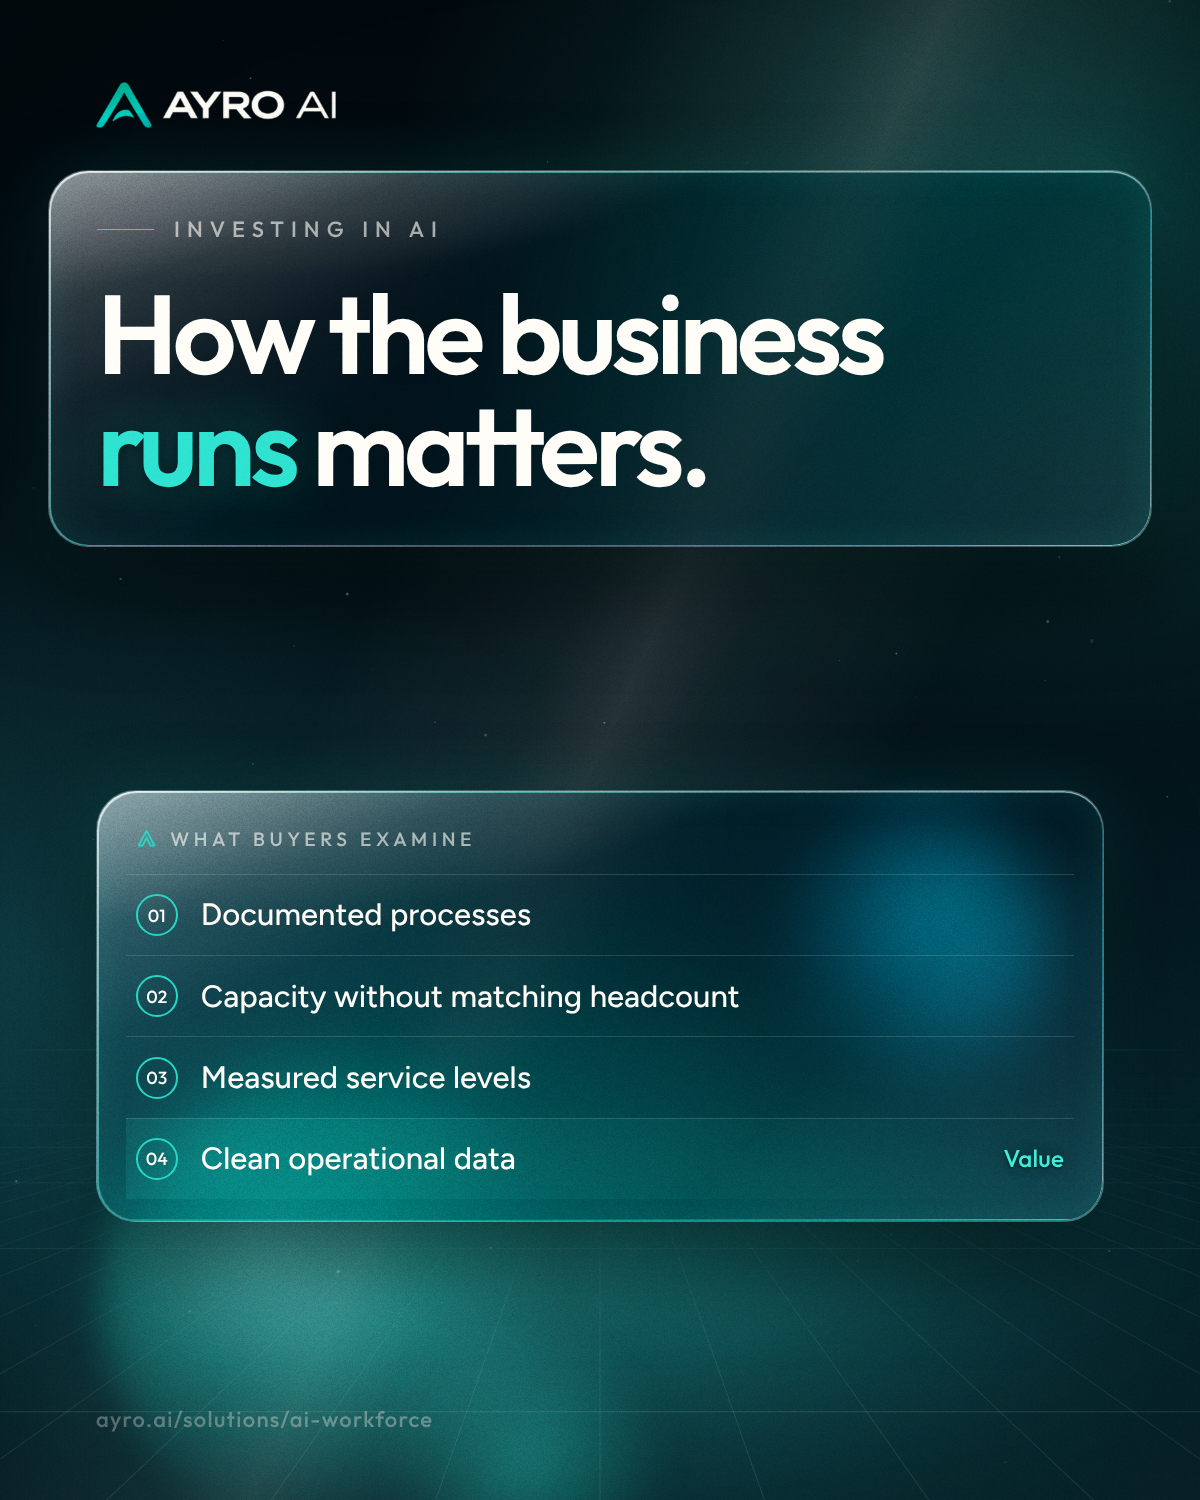 AYRO AI
INVESTING IN AI
How the business
runs matters.
WHAT BUYERS EXAMINE
01 Documented processes
02 Capacity without matching headcount
03 Measured service levels
04 Clean operational data Value
ayro.ai/solutions/ai-workforce